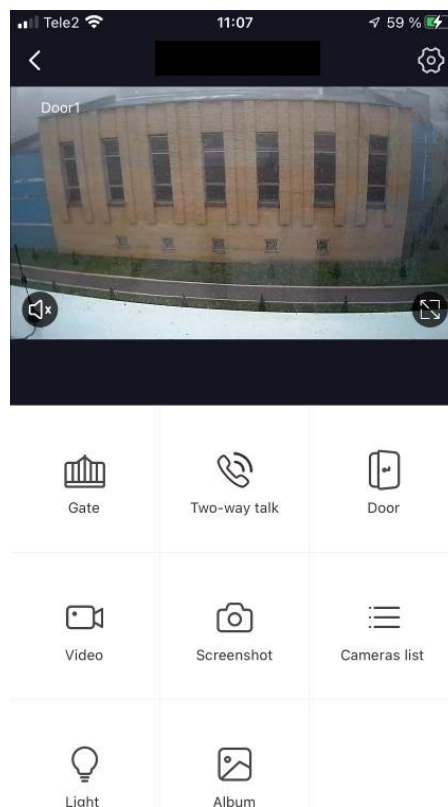 Tele2 11:07 59 %
Door1
Gate Two-way talk Door
Video Screenshot Cameras list
Light Album